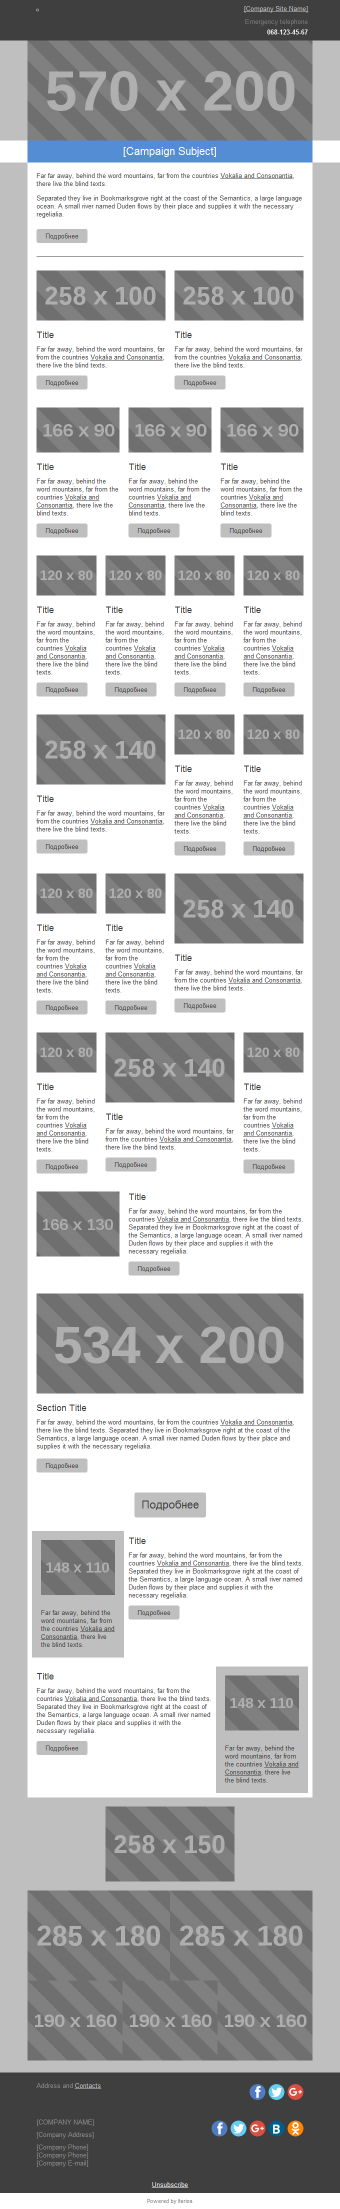 [Company Site Name]
Emergency telephone
068-123-45-67
570 x 200
[Campaign Subject]
Far far away, behind the word mountains, far from the countries Vokalia and Consonantia,
there live the blind texts.
Separated they live in Bookmarksgrove right at the coast of the Semantics, a large language
ocean. A small river named Duden flows by their place and supplies it with the necessary
regelialia.
Подробнее
258 x 100
258 x 100
Title
Title
Far far away, behind the word mountains, far
from the countries Vokalia and Consonantia,
there live the blind texts.
Far far away, behind the word mountains, far
from the countries Vokalia and Consonantia,
there live the blind texts.
Подробнее
Подробнее
166 x 90
166 x 90
166 x 90
Title
Title
Title
Far far away, behind the
word mountains, far from the
countries Vokalia and
Consonantia, there live the
blind texts.
Far far away, behind the
word mountains, far from the
countries Vokalia and
Consonantia, there live the
blind texts.
Far far away, behind the
word mountains, far from the
countries Vokalia and
Consonantia, there live the
blind texts.
Подробнее
Подробнее
Подробнее
120 x 80
120 x 80
120 x 80
120 x 80
Title
Title
Title
Title
Far far away, behind
the word mountains,
far from the
countries Vokalia
and Consonantia,
there live the blind
texts.
Far far away, behind
the word mountains,
far from the
countries Vokalia
and Consonantia,
there live the blind
texts.
Far far away, behind
the word mountains,
far from the
countries Vokalia
and Consonantia,
there live the blind
texts.
Far far away, behind
the word mountains,
far from the
countries Vokalia
and Consonantia,
there live the blind
texts.
Подробнее
Подробнее
Подробнее
Подробнее
258 x 140
Title
Far far away, behind the word mountains, far
from the countries Vokalia and Consonantia,
there live the blind texts.
Подробнее
120 x 80
120 x 80
Title
Title
Far far away, behind
the word mountains,
far from the
countries Vokalia
and Consonantia,
there live the blind
texts.
Far far away, behind
the word mountains,
far from the
countries Vokalia
and Consonantia,
there live the blind
texts.
Подробнее
Подробнее
120 x 80
120 x 80
Title
Title
Far far away, behind
the word mountains,
far from the
countries Vokalia
and Consonantia,
there live the blind
texts.
Far far away, behind
the word mountains,
far from the
countries Vokalia
and Consonantia,
there live the blind
texts.
Подробнее
Подробнее
258 x 140
Title
Far far away, behind the word mountains, far
from the countries Vokalia and Consonantia,
there live the blind texts.
Подробнее
120 x 80
Title
Far far away, behind
the word mountains,
far from the
countries Vokalia
and Consonantia,
there live the blind
texts.
Подробнее
258 x 140
Title
Far far away, behind the word mountains, far
from the countries Vokalia and Consonantia,
there live the blind texts.
Подробнее
120 x 80
Title
Far far away, behind
the word mountains,
far from the
countries Vokalia
and Consonantia,
there live the blind
texts.
Подробнее
166 x 130
Title
Far far away, behind the word mountains, far from the
countries Vokalia and Consonantia, there live the blind texts.
Separated they live in Bookmarksgrove right at the coast of
the Semantics, a large language ocean. A small river named
Duden flows by their place and supplies it with the
necessary regelialia.
Подробнее
534 x 200
Section Title
Far far away, behind the word mountains, far from the countries Vokalia and Consonantia,
there live the blind texts. Separated they live in Bookmarksgrove right at the coast of the
Semantics, a large language ocean. A small river named Duden flows by their place and
supplies it with the necessary regelialia.
Подробнее
Подробнее
148 x 110
Far far away, behind the
word mountains, far from
the countries Vokalia and
Consonantia, there live
the blind texts.
Title
Far far away, behind the word mountains, far from the
countries Vokalia and Consonantia, there live the blind texts.
Separated they live in Bookmarksgrove right at the coast of
the Semantics, a large language ocean. A small river named
Duden flows by their place and supplies it with the
necessary regelialia.
Подробнее
Title
Far far away, behind the word mountains, far from the
countries Vokalia and Consonantia, there live the blind texts.
Separated they live in Bookmarksgrove right at the coast of
the Semantics, a large language ocean. A small river named
Duden flows by their place and supplies it with the
necessary regelialia.
Подробнее
148 x 110
Far far away, behind the
word mountains, far from
the countries Vokalia and
Consonantia, there live
the blind texts.
258 x 150
285 x 180
285 x 180
190 x 160
190 x 160
190 x 160
Address and Contacts
[COMPANY NAME]
[Company Address]
[Company Phone]
[Company Phone]
[Company E-mail]
Unsubscribe
Powered by Iterisa